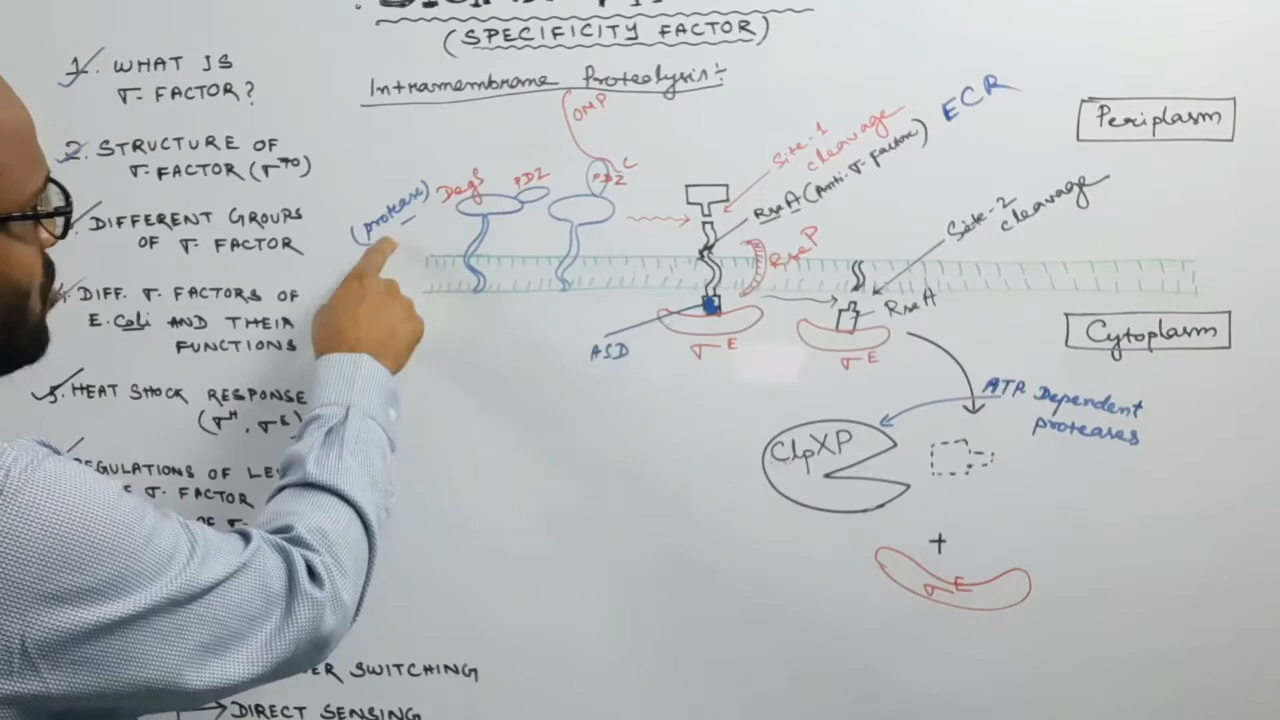 (SPECIFICITY FACTOR)
Intramembrane Proteolysis:
1. WHAT IS
σ- FACTOR?
2. STRUCTURE OF
σ- FACTOR (σ⁷⁰)
DIFFERENT GROUPS
OF σ- FACTOR
DIFF. σ- FACTORS OF
E. Coli AND THEIR
FUNCTIONS
5. HEAT SHOCK RESPONSE
(σᴴ, σᴱ)
REGULATIONS OF
σ- FACTOR
SWITCHING
DIRECT SENSING
(protease)
DegS
PDZ
OMP
PDZ
C
Site-1
cleavage
RseA (Anti-σ-Factor)
ECR
Periplasm
RseP
Site-2
cleavage
RseA
Cytoplasm
ASD
σᴱ
σᴱ
ATP Dependent
proteases
ClpXP
+
σᴱ